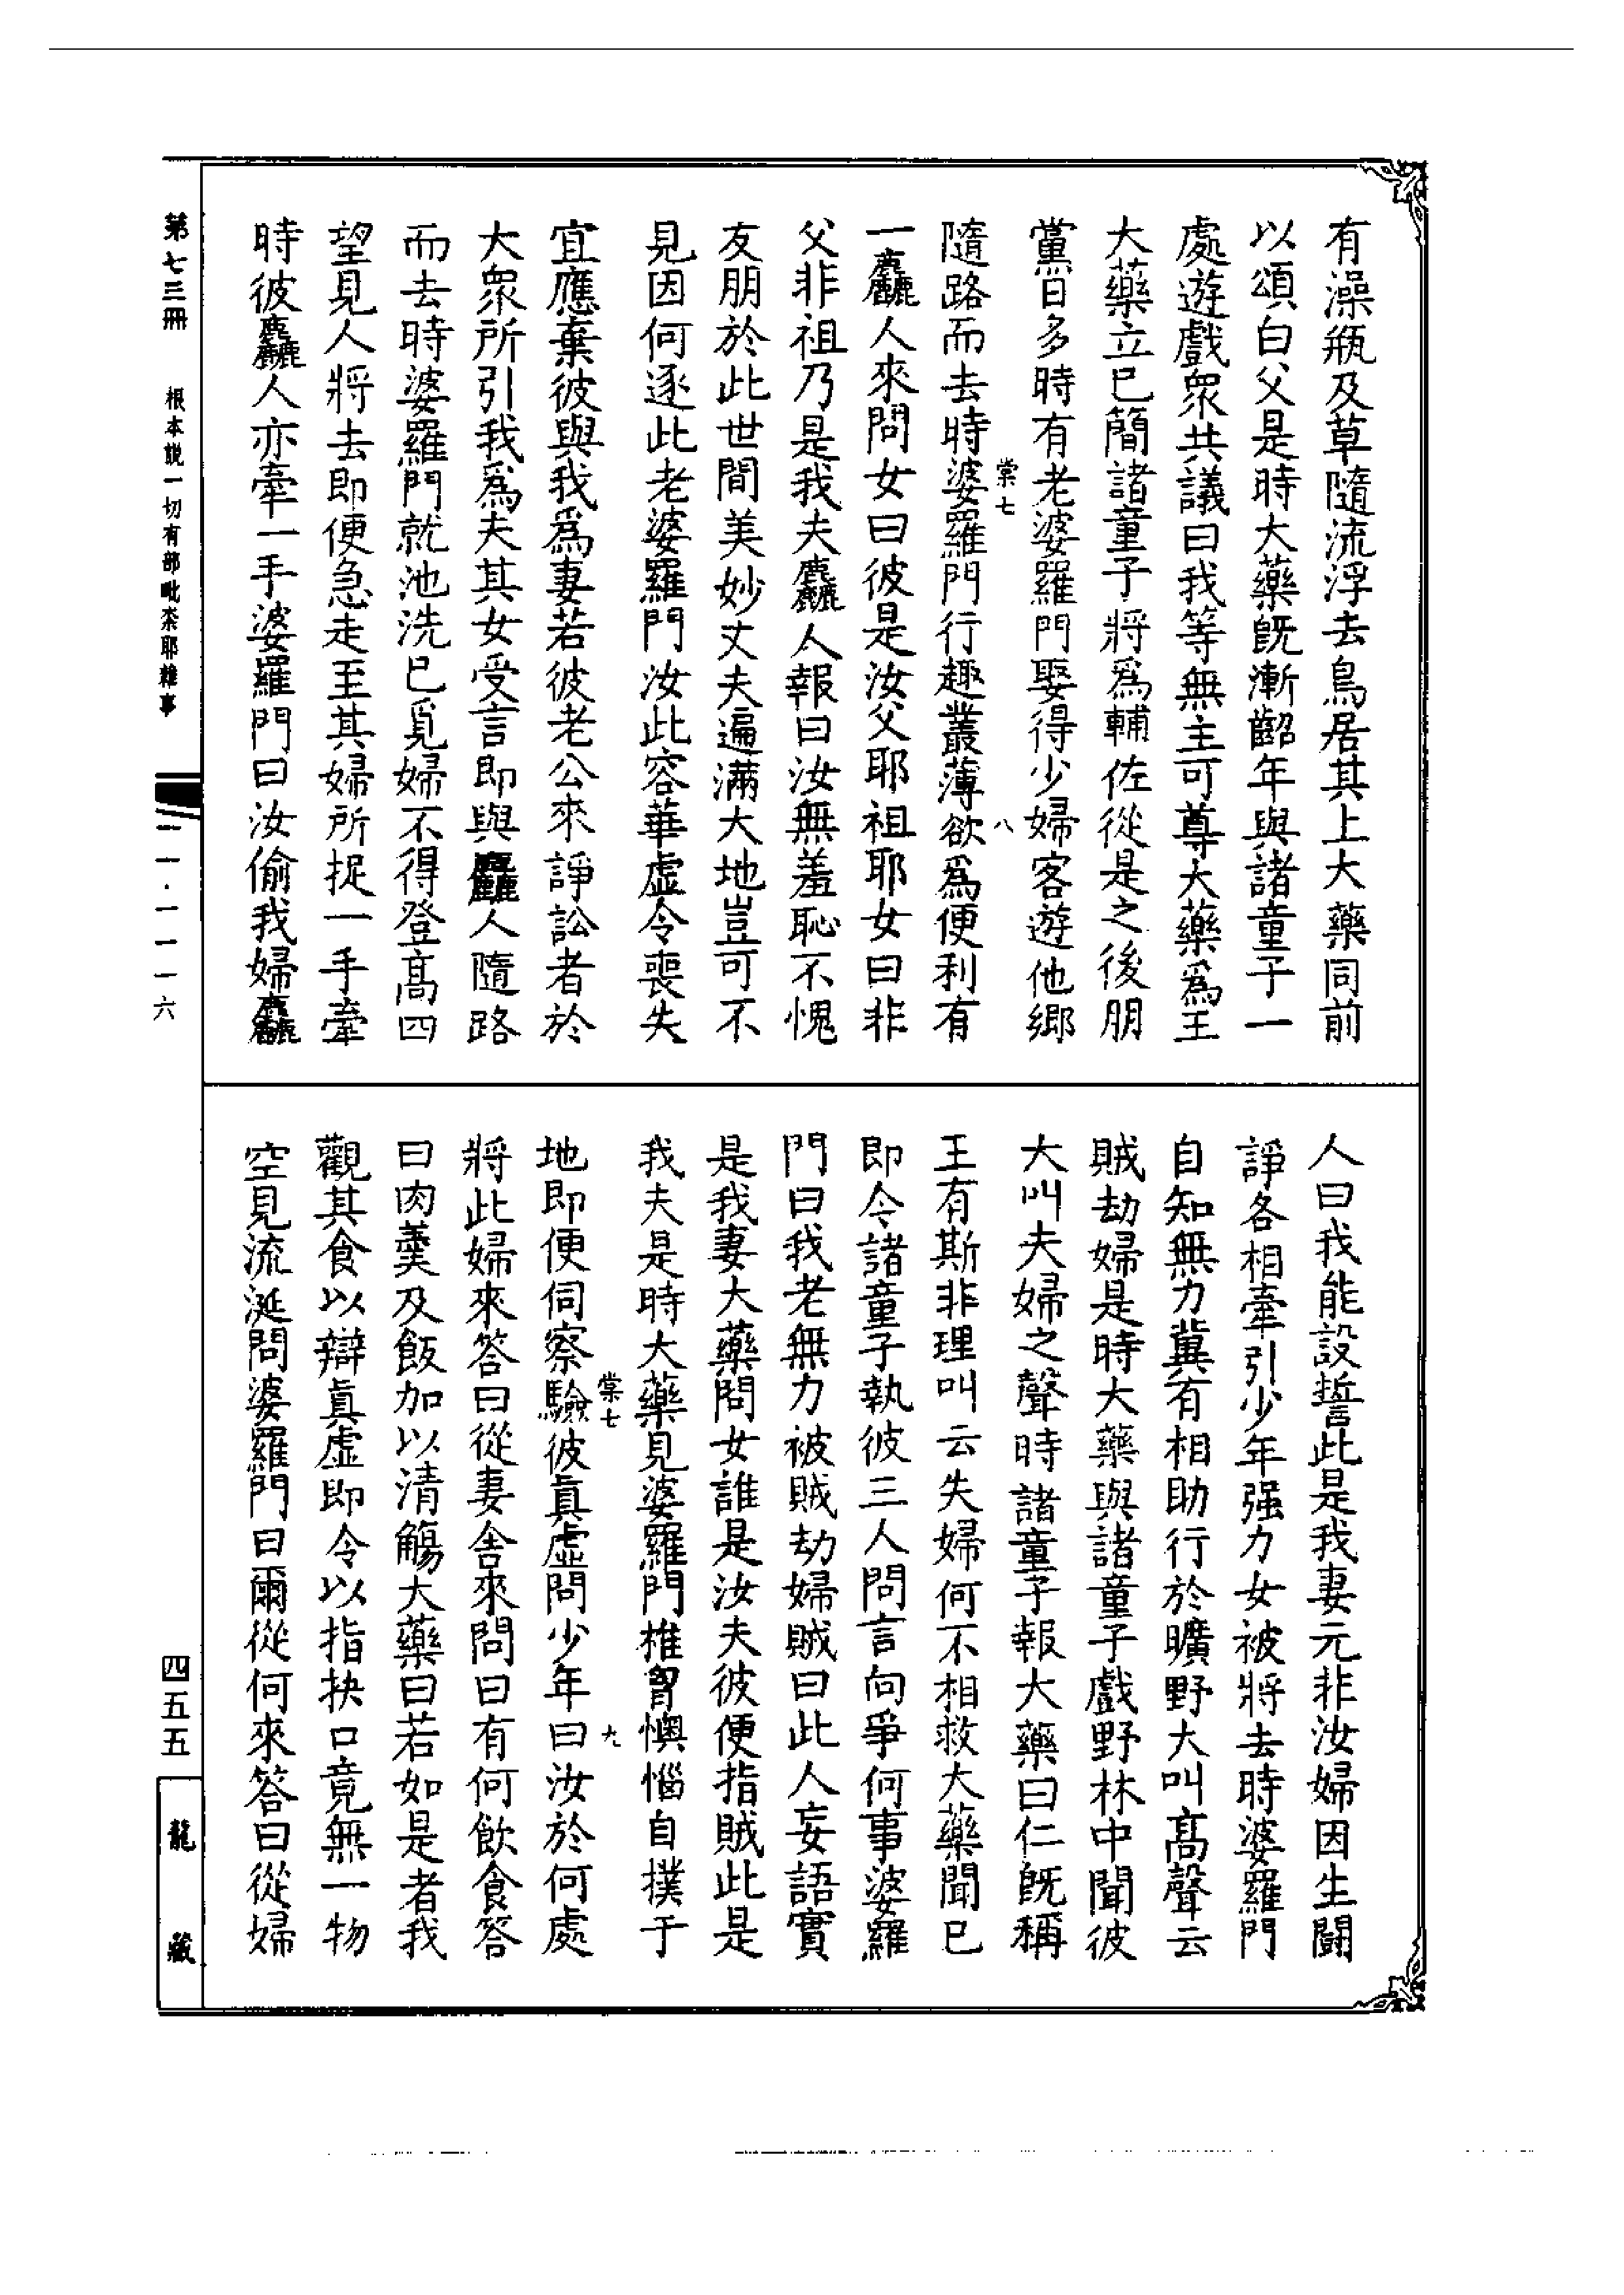 有澡瓶及草隨流浮去鳥居其上大藥同前
以頌白父是時大藥旣漸齠年與諸童子一
處遊戲衆共議曰我等無主可尊大藥爲王
大藥立已簡諸童子將爲輔佐從是之後朋
黨日多時有老婆羅門娶得少婦客遊他鄉
棠七
八
隨路而去時婆羅門行趣叢薄欲爲便利有
一麤人來問女曰彼是汝父耶祖耶女曰非
父非祖乃是我夫麤人報曰汝無羞恥不愧
友朋於此世間美妙丈夫遍滿大地豈可不
見因何逐此老婆羅門汝此容華虛令喪失
宜應棄彼與我爲妻若彼老公來諍訟者於
大衆所引我爲夫其女受言即與麤人隨路
而去時婆羅門就池洗已覓婦不得登高四
望見人將去即便急走至其婦所捉一手牽
時彼麤人亦牽一手婆羅門曰汝偷我婦麤
人曰我能設誓此是我妻元非汝婦因生鬪
諍各相牽引少年强力女被將去時婆羅門
自知無力冀有相助行於曠野大叫高聲云
賊劫婦是時大藥與諸童子戲野林中聞彼
大叫夫婦之聲時諸童子報大藥曰仁旣稱
王有斯非理叫云失婦何不相救大藥聞已
即令諸童子執彼三人問言向爭何事婆羅
門曰我老無力被賊劫婦賊曰此人妄語實
是我妻大藥問女誰是汝夫彼便指賊此是
我夫是時大藥見婆羅門椎胷懊惱自撲于
棠七
九
地即便伺察驗彼眞虛問少年曰汝於何處
將此婦來答曰從妻舍來問曰有何飲食答
曰肉羹及飯加以清觴大藥曰若如是者我
觀其食以辯眞虛即令以指抉口竟無一物
空見流涎問婆羅門曰爾從何來答曰從婦
第七三冊 根本說一切有部毗柰耶雜事
一一·一一一六
四五五
龍藏